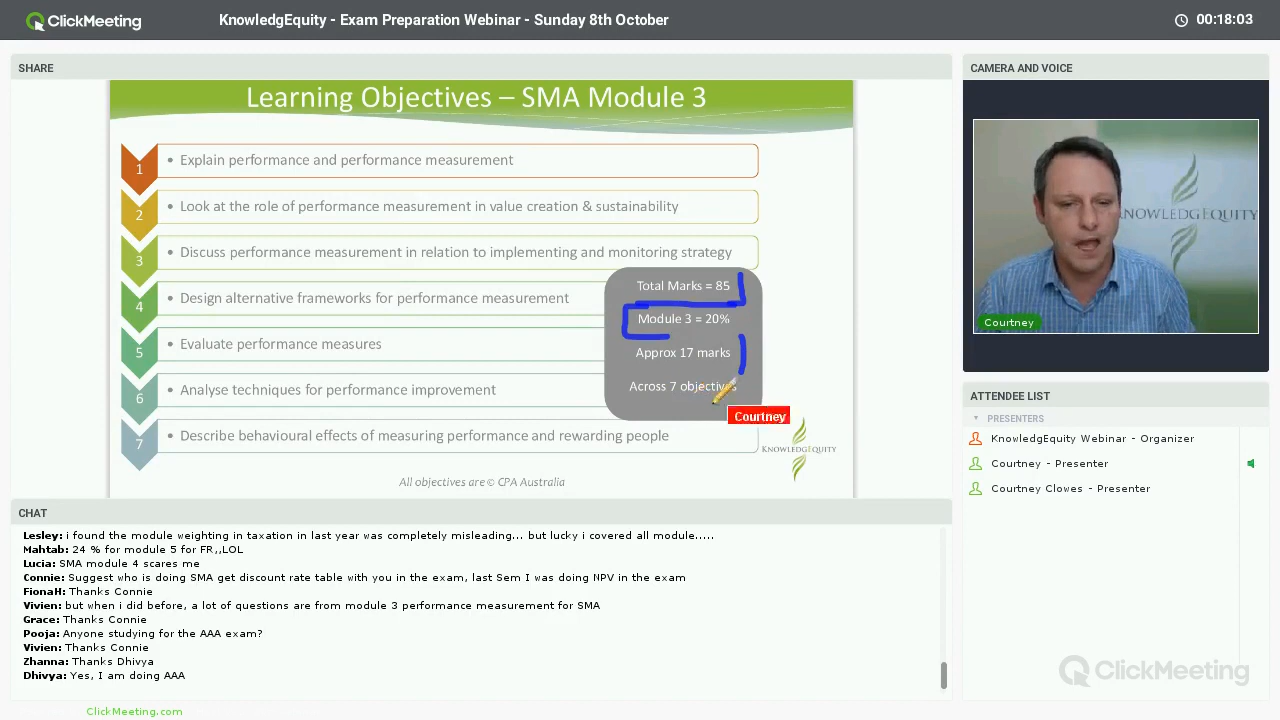 ClickMeeting
KnowledgEquity - Exam Preparation Webinar - Sunday 8th October
00:18:03
SHARE
Learning Objectives – SMA Module 3
1
• Explain performance and performance measurement
2
• Look at the role of performance measurement in value creation & sustainability
3
• Discuss performance measurement in relation to implementing and monitoring strategy
4
• Design alternative frameworks for performance measurement
5
• Evaluate performance measures
6
• Analyse techniques for performance improvement
7
• Describe behavioural effects of measuring performance and rewarding people
Total Marks = 85
Module 3 = 20%
Approx 17 marks
Across 7 objectives
Courtney
KNOWLEDGEQUITY
All objectives are © CPA Australia
CAMERA AND VOICE
KNOWLEDGEQUITY
Courtney
ATTENDEE LIST
PRESENTERS
KnowledgEquity Webinar - Organizer
Courtney - Presenter
Courtney Clowes - Presenter
CHAT
Lesley: i found the module weighting in taxation in last year was completely misleading... but lucky i covered all module.....
Mahtab: 24 % for module 5 for FR,,LOL
Lucia: SMA module 4 scares me
Connie: Suggest who is doing SMA get discount rate table with you in the exam, last Sem I was doing NPV in the exam
FionaH: Thanks Connie
Vivien: but when i did before, a lot of questions are from module 3 performance measurement for SMA
Grace: Thanks Connie
Pooja: Anyone studying for the AAA exam?
Vivien: Thanks Connie
Zhanna: Thanks Dhivya
Dhivya: Yes, I am doing AAA
ClickMeeting
ClickMeeting.com